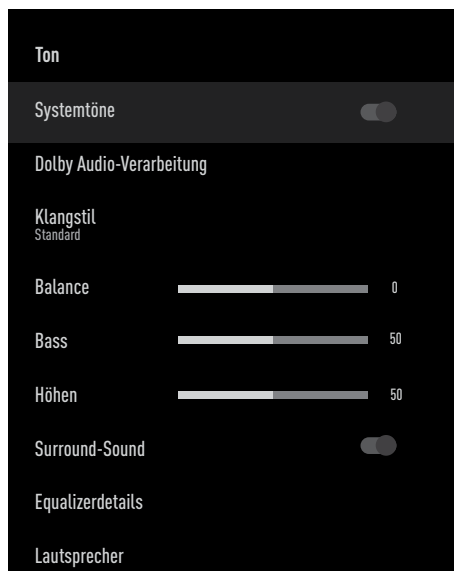 Ton
Systemtöne
Dolby Audio-Verarbeitung
Klangstil
Standard
Balance 0
Bass 50
Höhen 50
Surround-Sound
Equalizerdetails
Lautsprecher